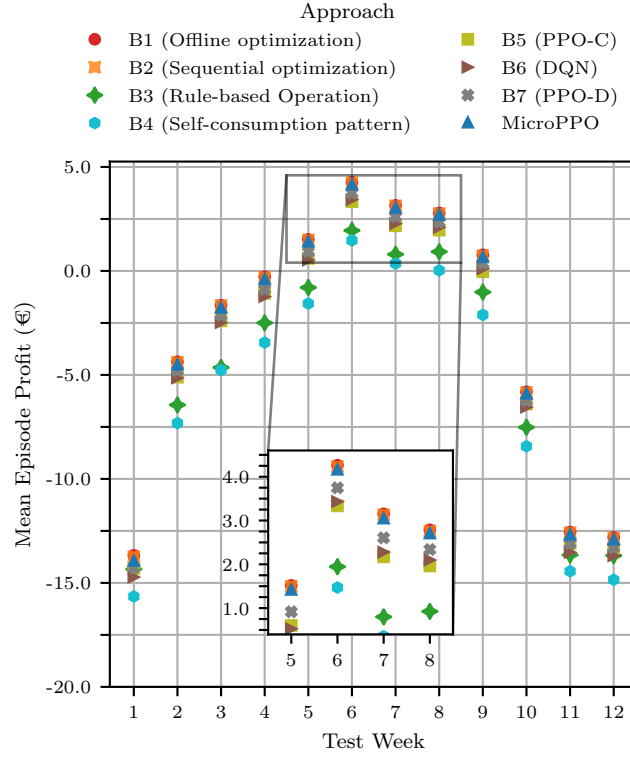 Approach
B1 (Offline optimization)
B2 (Sequential optimization)
B3 (Rule-based Operation)
B4 (Self-consumption pattern)
B5 (PPO-C)
B6 (DQN)
B7 (PPO-D)
MicroPPO
Mean Episode Profit (€)
5.0
0.0
-5.0
-10.0
-15.0
-20.0
4.0
3.0
2.0
1.0
5 6 7 8
1 2 3 4 5 6 7 8 9 10 11 12
Test Week